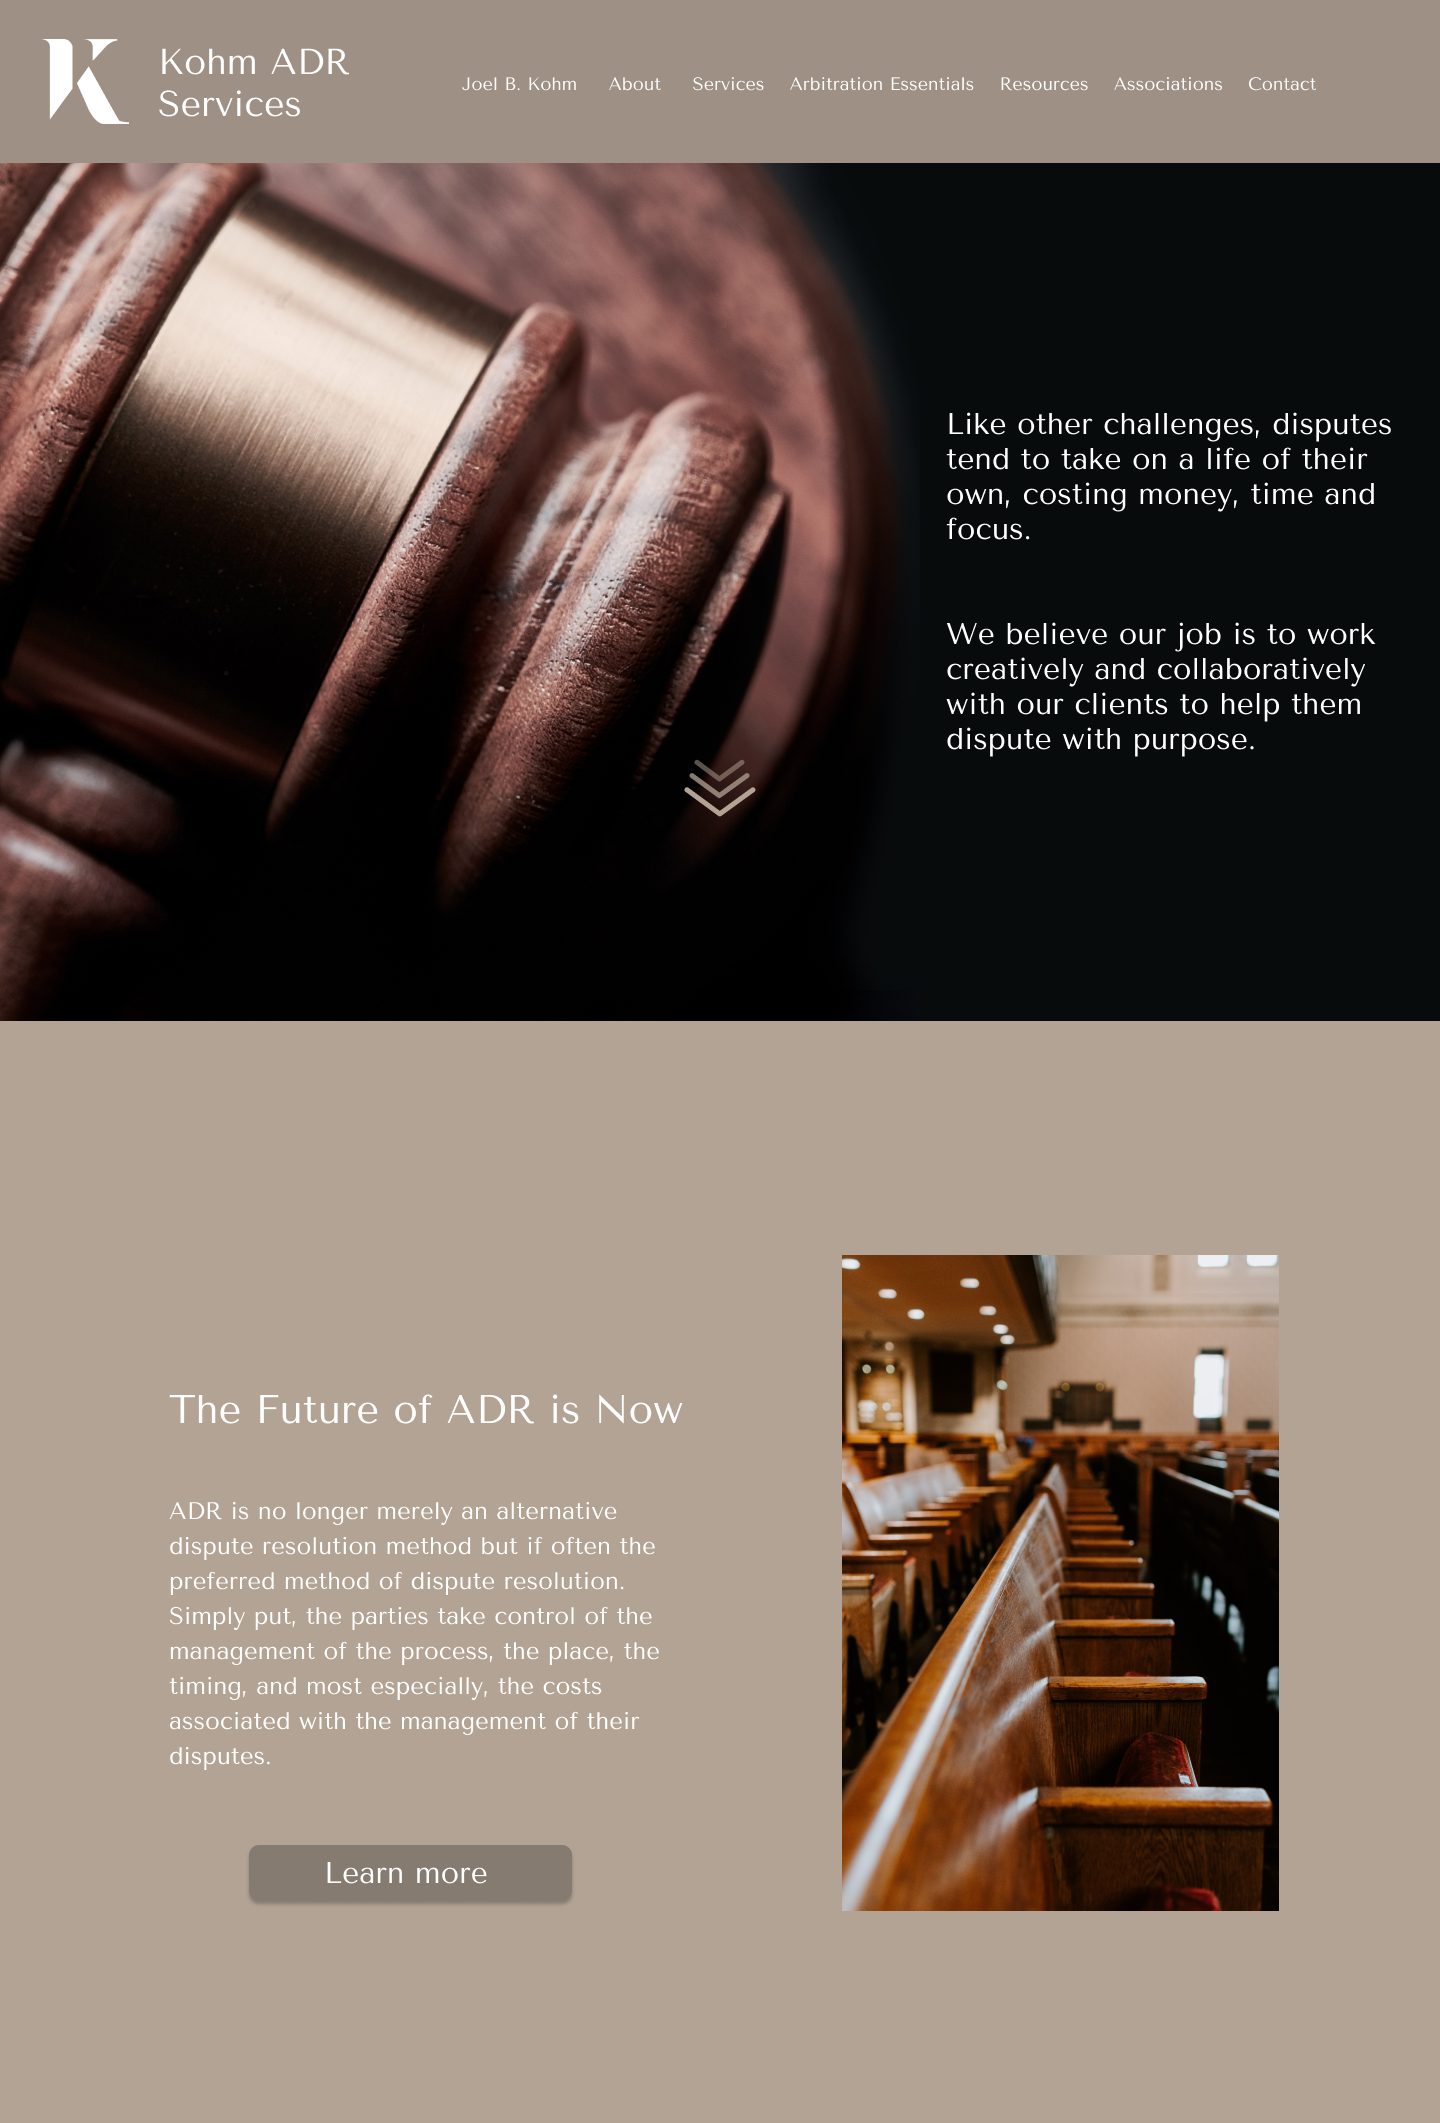 Kohm ADR
Services
Joel B. Kohm About Services Arbitration Essentials Resources Associations Contact
Like other challenges, disputes
tend to take on a life of their
own, costing money, time and
focus.
We believe our job is to work
creatively and collaboratively
with our clients to help them
dispute with purpose.
The Future of ADR is Now
ADR is no longer merely an alternative
dispute resolution method but if often the
preferred method of dispute resolution.
Simply put, the parties take control of the
management of the process, the place, the
timing, and most especially, the costs
associated with the management of their
disputes.
Learn more